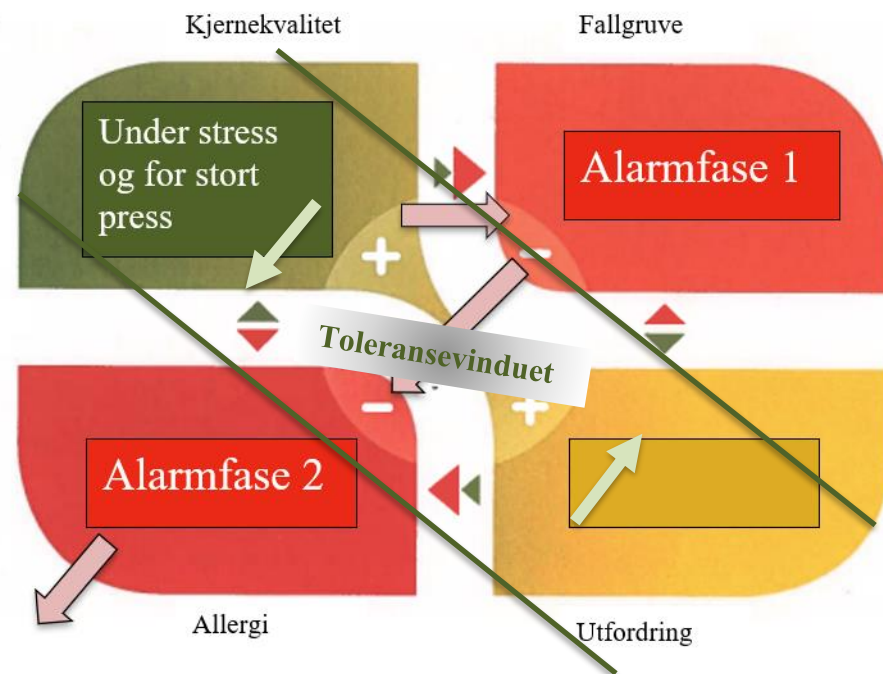 Kjernekvalitet
Fallgruve
Under stress
og for stort
press
Alarmfase 1
Toleransevinduet
Alarmfase 2
Allergi
Utfordring